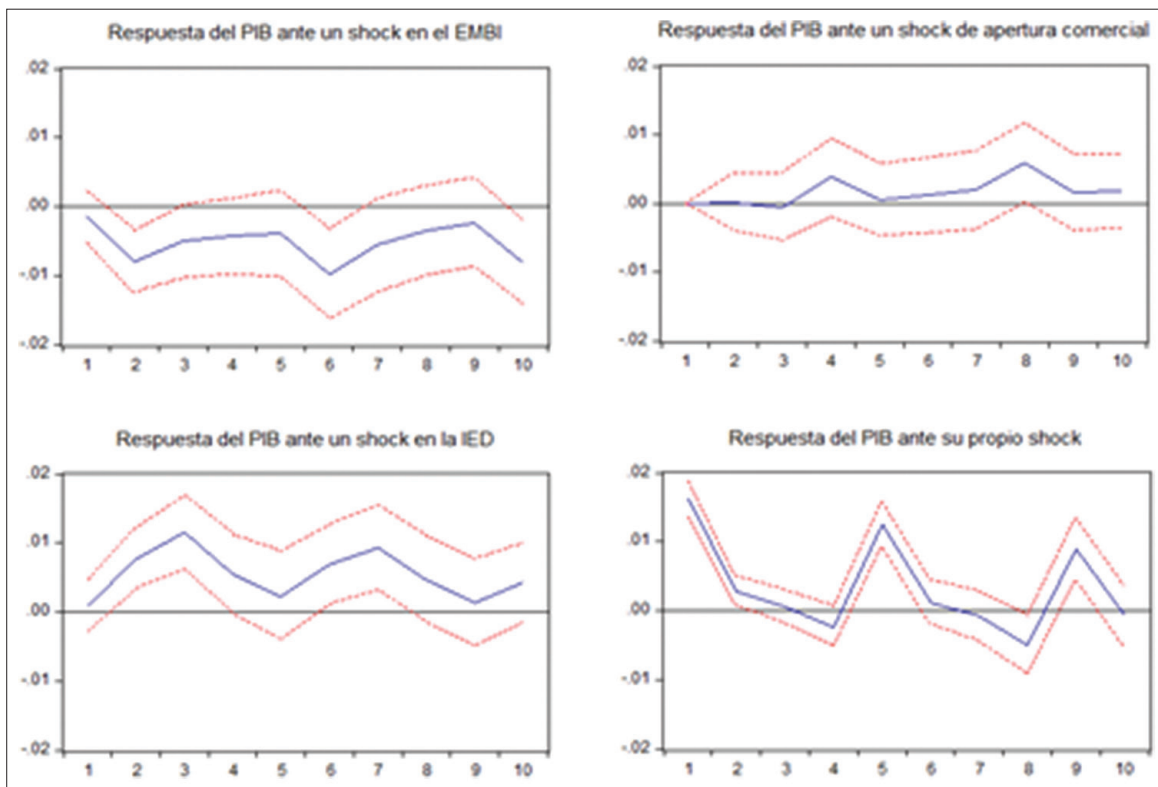 Respuesta del PIB ante un shock en el EMBI
.02
.01
.00
-.01
-.02
1 2 3 4 5 6 7 8 9 10
Respuesta del PIB ante un shock de apertura comercial
.02
.01
.00
-.01
-.02
1 2 3 4 5 6 7 8 9 10
Respuesta del PIB ante un shock en la IED
.02
.01
.00
-.01
-.02
1 2 3 4 5 6 7 8 9 10
Respuesta del PIB ante su propio shock
.02
.01
.00
-.01
-.02
1 2 3 4 5 6 7 8 9 10